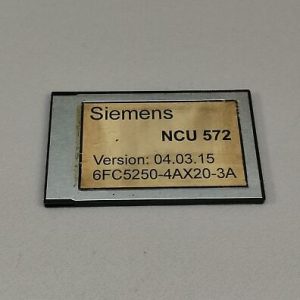 Siemens
NCU 572
Version: 04.03.15
6FC5250-4AX20-3A